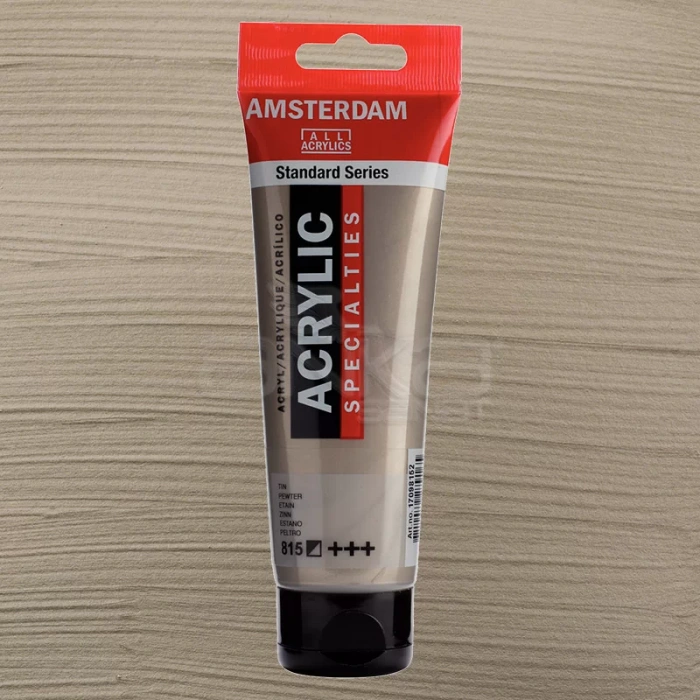 AMSTERDAM
ALL
ACRYLICS
Standard Series
ACRYL/ACRYLIQUE/ACRÍLICO
ACRYLIC
SPECIALTIES
TIN
PEWTER
ETAIN
ZINN
ESTANO
PELTRO
815 +++
Art.no. 17098152